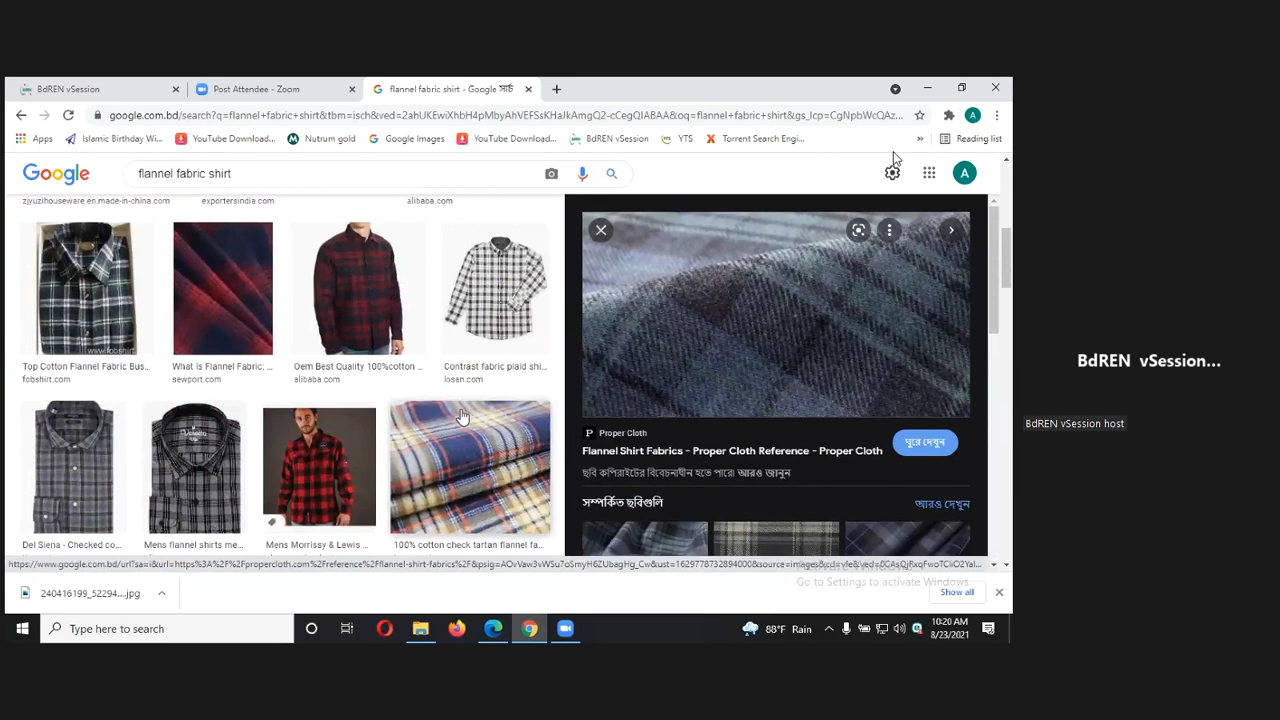 BdREN vSession
Post Attendee - Zoom
flannel fabric shirt - Google সার্চ
google.com.bd/search?q=flannel+fabric+shirt&tbm=isch&ved=2ahUKEwiXhbH4pMbyAhVEFSsKHaJkAmgQ2-cCegQIABAA&oq=flannel+fabric+shirt&gs_lcp=CgNpbWcQAz...
Apps
Islamic Birthday Wi...
YouTube Download...
Nutrum gold
Google Images
YouTube Download...
BdREN vSession
YTS
Torrent Search Engi...
Reading list
Google
flannel fabric shirt
A
zjyuzihouseware.en.made-in-china.com
exportersindia.com
alibaba.com
www.fobshirt
Top Cotton Flannel Fabric Bus...
fobshirt.com
What is Flannel Fabric: ...
sewport.com
Oem Best Quality 100%cotton ...
alibaba.com
Contrast fabric plaid shi...
losan.com
Proper Cloth
Flannel Shirt Fabrics - Proper Cloth Reference - Proper Cloth
ঘুরে দেখুন
ছবি কপিরাইটের বিবেচনাধীন হতে পারে। আরও জানুন
সম্পর্কিত ছবিগুলি
আরও দেখুন
Del Siena - Checked co...
Mens flannel shirts me...
Mens Morrissy & Lewis ...
100% cotton check tartan flannel fa...
Go to Settings to activate Windows.
240416199_52294....jpg
Show all
Type here to search
88°F Rain
10:20 AM
8/23/2021
BdREN vSession...
BdREN vSession host